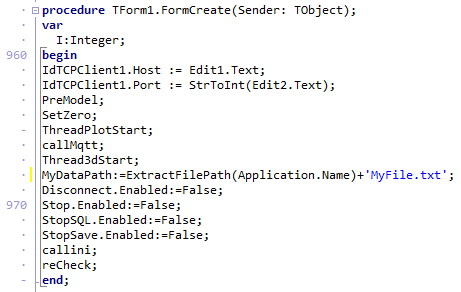 procedure TForm1.FormCreate(Sender: TObject);
var
I:Integer;
960 begin
IdTCPClient1.Host := Edit1.Text;
IdTCPClient1.Port := StrToInt(Edit2.Text);
PreModel;
SetZero;
ThreadPlotStart;
callMqtt;
Thread3dStart;
MyDataPath:=ExtractFilePath(Application.Name)+'MyFile.txt';
Disconnect.Enabled:=False;
970 Stop.Enabled:=False;
StopSQL.Enabled:=False;
StopSave.Enabled:=False;
callini;
reCheck;
end;